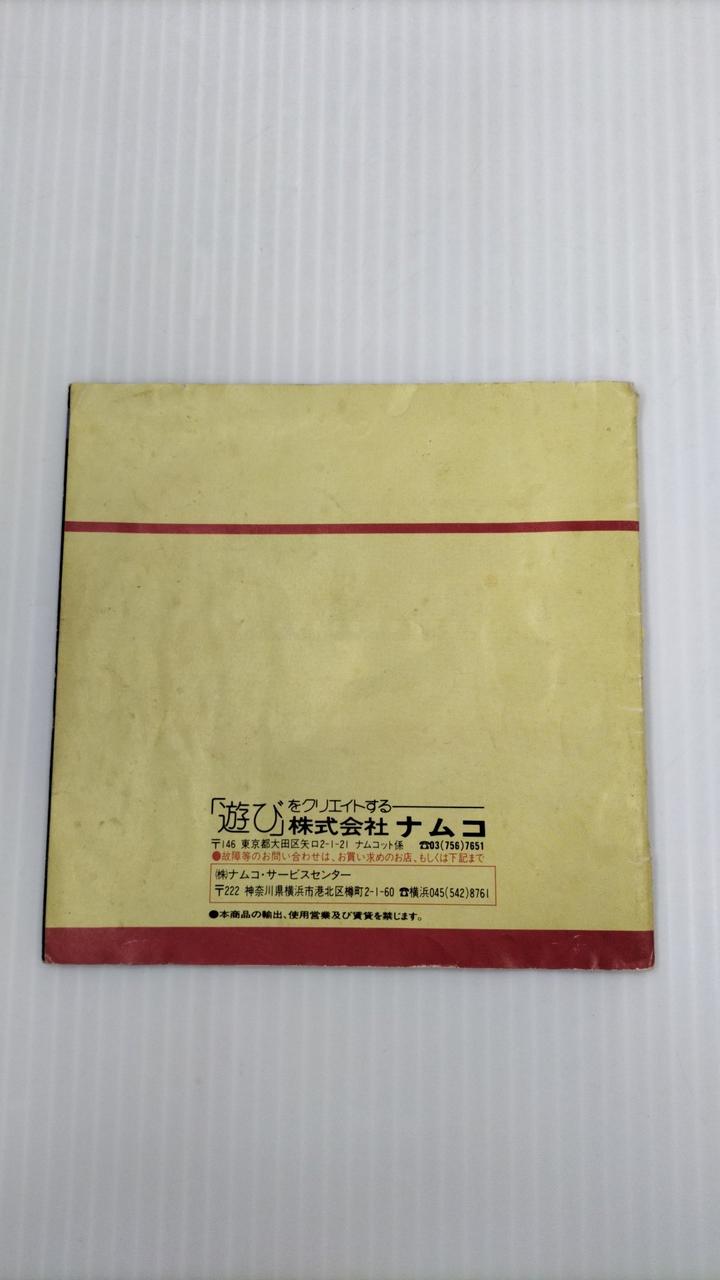 「遊び」をクリエイトする
株式会社 ナムコ
〒146 東京都大田区矢口2-1-21 ナムコット係 ☎03(756)7651
●故障等のお問い合わせは、お買い求めのお店、もしくは下記まで
㈱ナムコ・サービスセンター
〒222 神奈川県横浜市港北区樽町2-1-60 ☎横浜045(542)8761
●本商品の輸出、使用営業及び賃貸を禁じます。